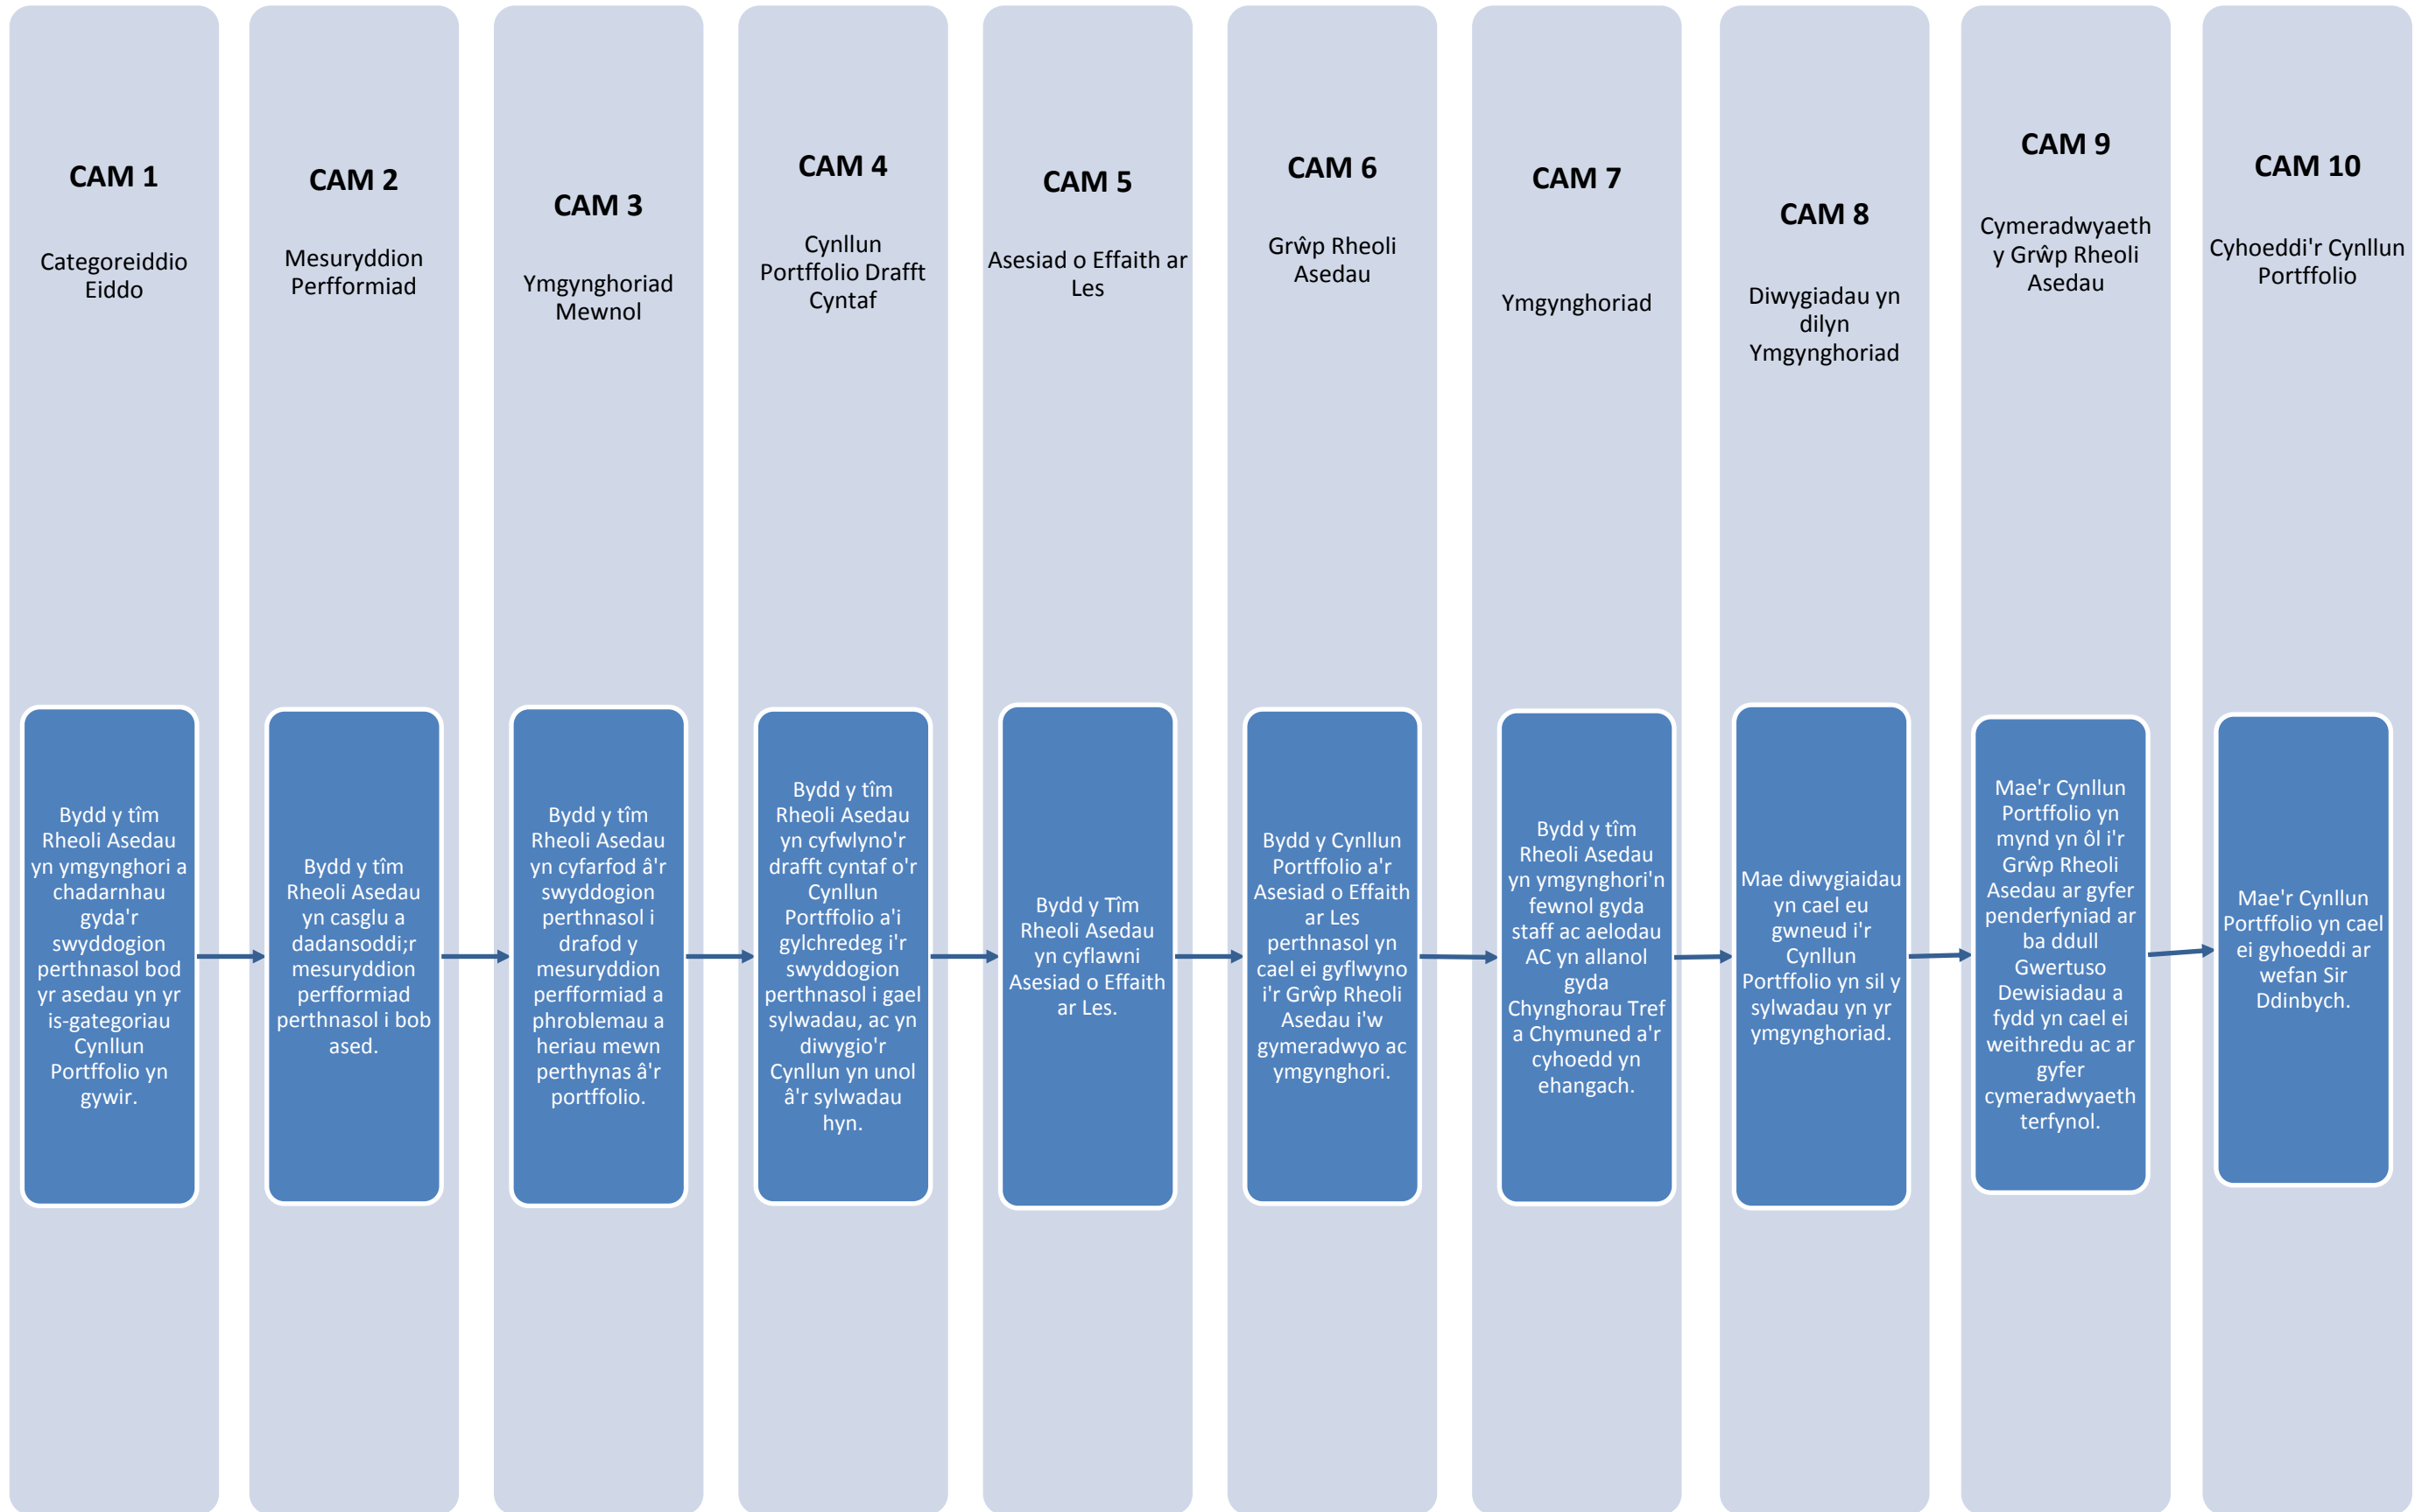 CAM 1
Categoreiddio
Eiddo
CAM 2
Mesuryddion
Perfformiad
CAM 3
Ymgynghoriad
Mewnol
CAM 4
Cynllun
Portffolio Drafft
Cyntaf
CAM 5
Asesiad o Effaith ar
Les
CAM 6
Grŵp Rheoli
Asedau
CAM 7
Ymgynghoriad
CAM 8
Diwygiadau yn
dilyn
Ymgynghoriad
CAM 9
Cymeradwyaeth
y Grŵp Rheoli
Asedau
CAM 10
Cyhoeddi'r Cynllun
Portffolio
Bydd y tîm
Rheoli Asedau
yn ymgynghori a
chadarnhau
gyda'r
swyddogion
perthnasol bod
yr asedau yn yr
is-gategoriau
Cynllun
Portffolio yn
gywir.
Bydd y tîm
Rheoli Asedau
yn casglu a
dadansoddi;r
mesuryddion
perfformiad
perthnasol i bob
ased.
Bydd y tîm
Rheoli Asedau
yn cyfarfod â'r
swyddogion
perthnasol i
drafod y
mesuryddion
perfformiad a
phroblemau a
heriau mewn
perthynas â'r
portffolio.
Bydd y tîm
Rheoli Asedau
yn cyfwlyno'r
drafft cyntaf o'r
Cynllun
Portffolio a'i
gylchredeg i'r
swyddogion
perthnasol i gael
sylwadau, ac yn
diwygio'r
Cynllun yn unol
â'r sylwadau
hyn.
Bydd y Tîm
Rheoli Asedau
yn cyflawni
Asesiad o Effaith
ar Les.
Bydd y Cynllun
Portffolio a'r
Asesiad o Effaith
ar Les
perthnasol yn
cael ei gyflwyno
i'r Grŵp Rheoli
Asedau i'w
gymeradwyo ac
ymgynghori.
Bydd y tîm
Rheoli Asedau
yn ymgynghori'n
fewnol gyda
staff ac aelodau
AC yn allanol
gyda
Chynghorau Tref
a Chymuned a'r
cyhoedd yn
ehangach.
Mae diwygiaidau
yn cael eu
gwneud i'r
Cynllun
Portffolio yn sil y
sylwadau yn yr
ymgynghoriad.
Mae'r Cynllun
Portffolio yn
mynd yn ôl i'r
Grŵp Rheoli
Asedau ar gyfer
penderfyniad ar
ba ddull
Gwertuso
Dewisiadau a
fydd yn cael ei
weithredu ac ar
gyfer
cymeradwyaeth
terfynol.
Mae'r Cynllun
Portffolio yn cael
ei gyhoeddi ar
wefan Sir
Ddinbych.